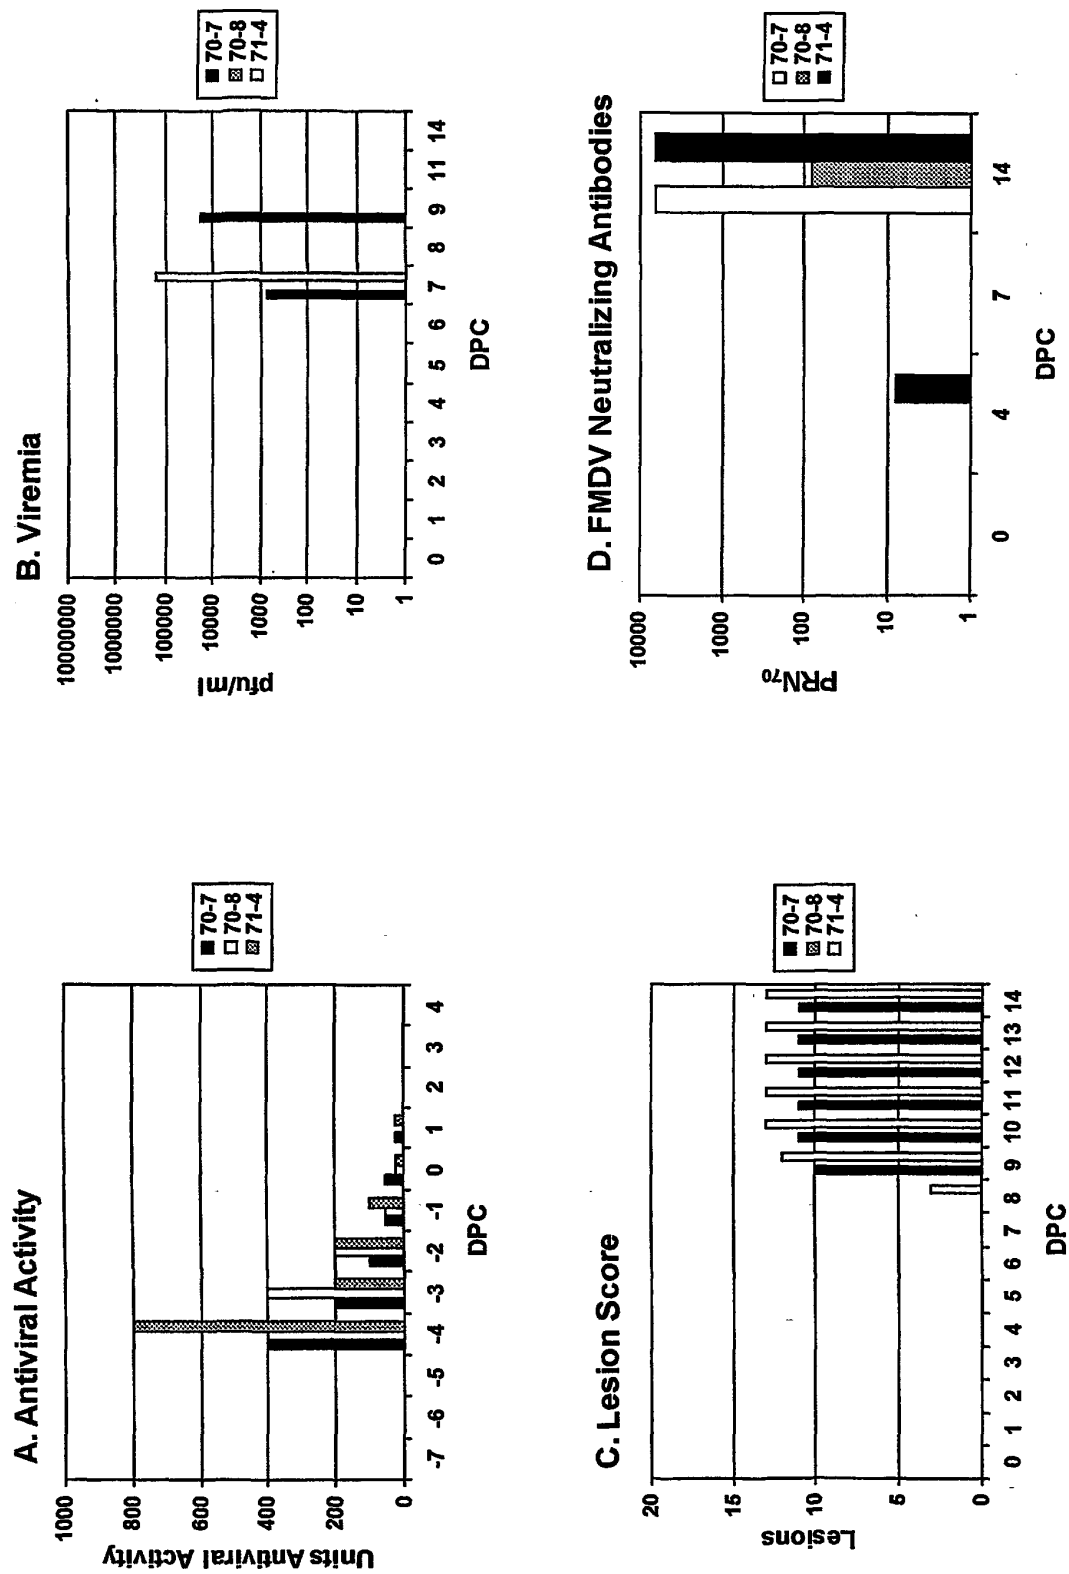 A. Antiviral Activity
Units Antiviral Activity
1000
800
600
400
200
0
-7 -6 -5 -4 -3 -2 -1 0 1 2 3 4
DPC
70-7
70-8
71-4
B. Viremia
pfu/ml
10000000
1000000
100000
10000
1000
100
10
1
0 1 2 3 4 5 6 7 8 9 11 14
DPC
70-7
70-8
71-4
C. Lesion Score
Lesions
20
15
10
5
0
0 1 2 3 4 5 6 7 8 9 10 11 12 13 14
DPC
70-7
70-8
71-4
D. FMDV Neutralizing Antibodies
PRN70
10000
1000
100
10
1
0 4 7 14
DPC
70-7
70-8
71-4